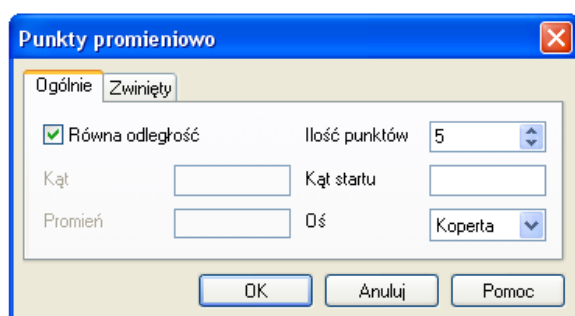 Punkty promieniowo
Ogólnie Zwinięty
Równa odległość Ilość punktów 5
Kąt Kąt startu
Promień Oś Koperta
OK Anuluj Pomoc